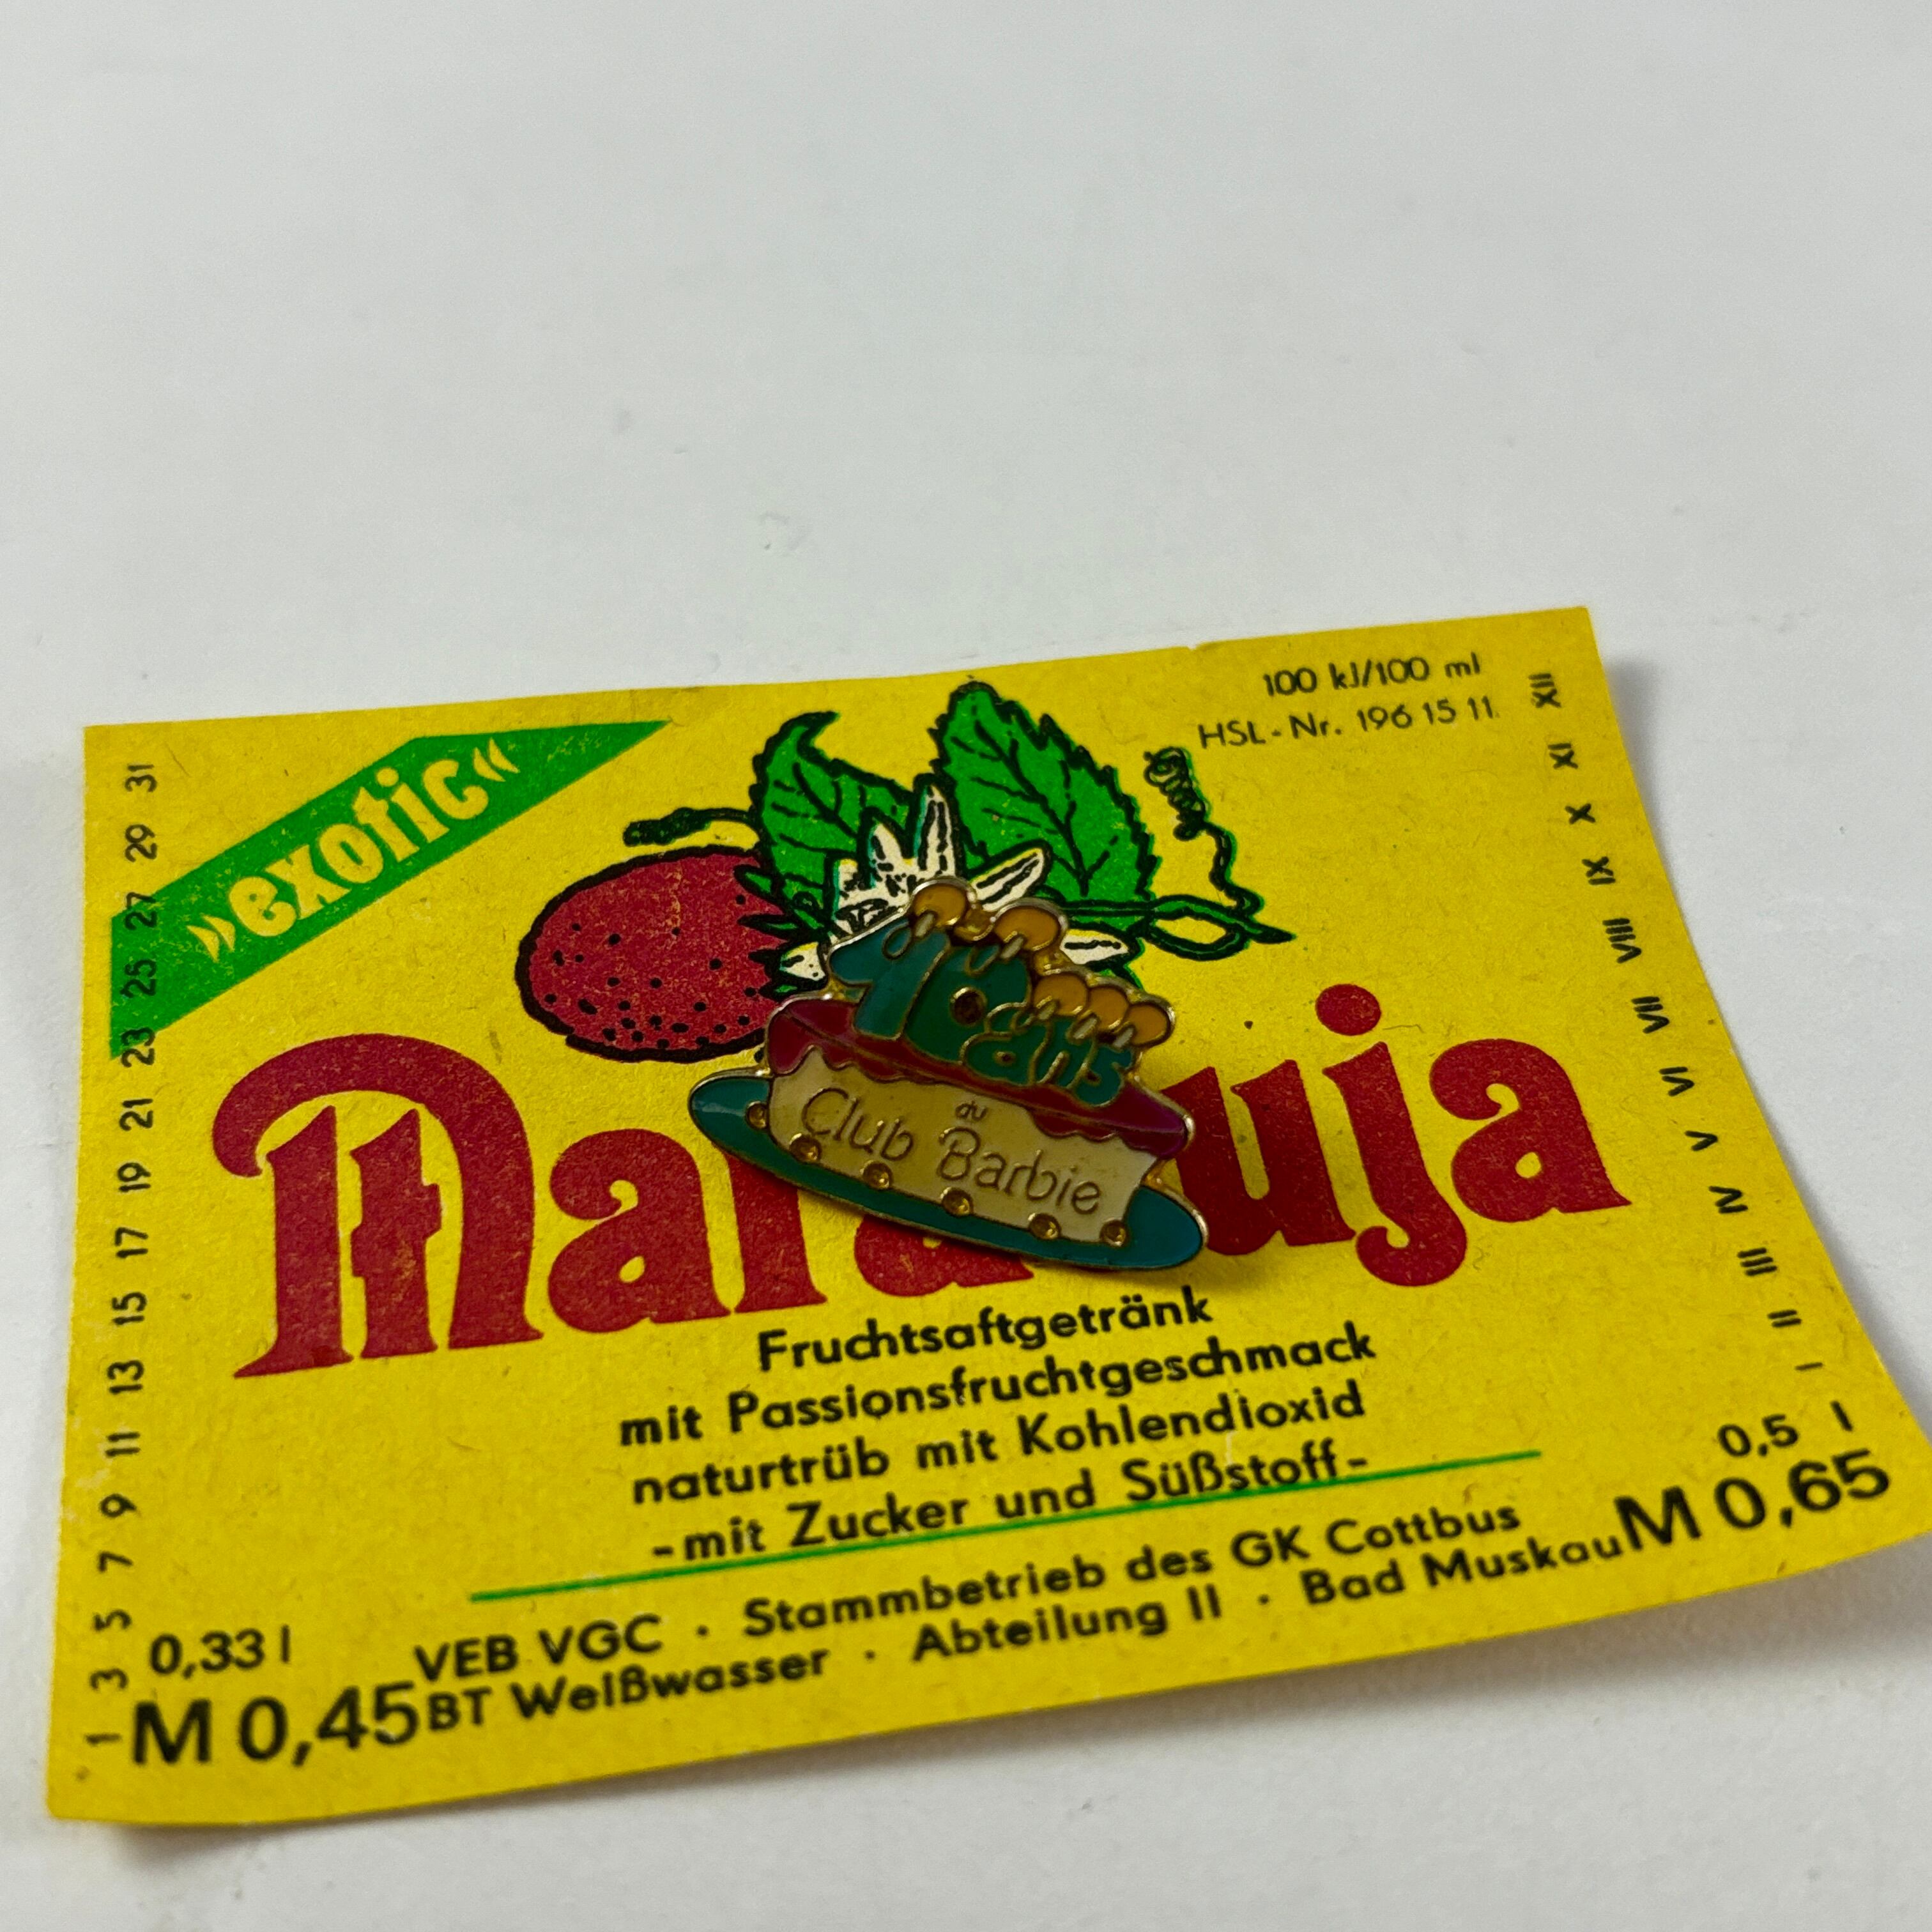 100 kJ/100 ml
HSL-Nr. 196 15 11
»exotic«
10 ans
du
Club Barbie
Fruchtsaftgetränk
mit Passionsfruchtgeschmack
naturtrüb mit Kohlendioxid
-mit Zucker und Süßstoff-
VEB VGC · Stammbetrieb des GK Cottbus
BT Weißwasser · Abteilung II · Bad Muskau
0,33 l
M 0,45
0,5 l
M 0,65
1 3 5 7 9 11 13 15 17 19 21 23 25 27 29 31
I II III IV V VI VII VIII IX X XI XII